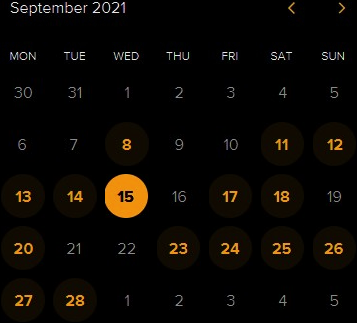 September 2021
MON TUE WED THU FRI SAT SUN
30 31 1 2 3 4 5
6 7 8 9 10 11 12
13 14 15 16 17 18 19
20 21 22 23 24 25 26
27 28 1 2 3 4 5